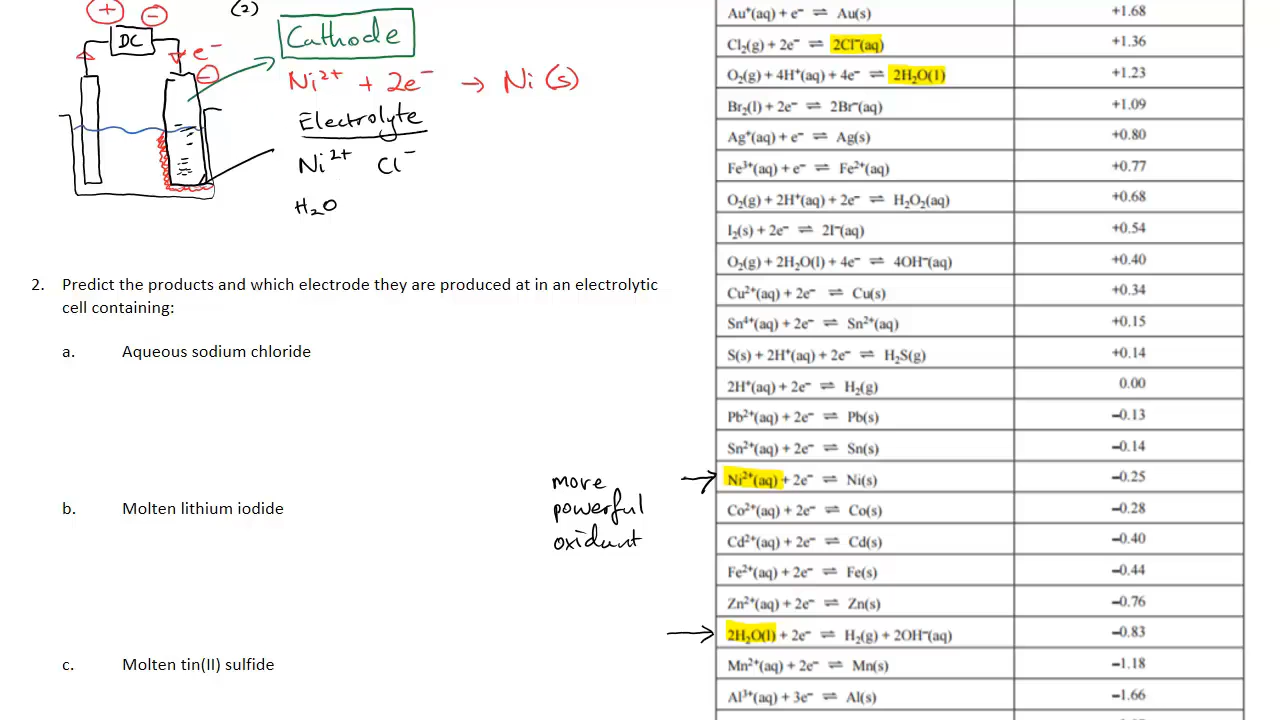 (2)
+ −
DC
Cathode
e⁻
−
Ni²⁺ + 2e⁻ → Ni (s)
Electrolyte
Ni²⁺ Cl⁻
H₂O
2. Predict the products and which electrode they are produced at in an electrolytic
cell containing:
a. Aqueous sodium chloride
b. Molten lithium iodide
c. Molten tin(II) sulfide
more
powerful
oxidant
Au⁺(aq) + e⁻ ⇌ Au(s) +1.68
Cl₂(g) + 2e⁻ ⇌ 2Cl⁻(aq) +1.36
O₂(g) + 4H⁺(aq) + 4e⁻ ⇌ 2H₂O(l) +1.23
Br₂(l) + 2e⁻ ⇌ 2Br⁻(aq) +1.09
Ag⁺(aq) + e⁻ ⇌ Ag(s) +0.80
Fe³⁺(aq) + e⁻ ⇌ Fe²⁺(aq) +0.77
O₂(g) + 2H⁺(aq) + 2e⁻ ⇌ H₂O₂(aq) +0.68
I₂(s) + 2e⁻ ⇌ 2I⁻(aq) +0.54
O₂(g) + 2H₂O(l) + 4e⁻ ⇌ 4OH⁻(aq) +0.40
Cu²⁺(aq) + 2e⁻ ⇌ Cu(s) +0.34
Sn⁴⁺(aq) + 2e⁻ ⇌ Sn²⁺(aq) +0.15
S(s) + 2H⁺(aq) + 2e⁻ ⇌ H₂S(g) +0.14
2H⁺(aq) + 2e⁻ ⇌ H₂(g) 0.00
Pb²⁺(aq) + 2e⁻ ⇌ Pb(s) −0.13
Sn²⁺(aq) + 2e⁻ ⇌ Sn(s) −0.14
Ni²⁺(aq) + 2e⁻ ⇌ Ni(s) −0.25
Co²⁺(aq) + 2e⁻ ⇌ Co(s) −0.28
Cd²⁺(aq) + 2e⁻ ⇌ Cd(s) −0.40
Fe²⁺(aq) + 2e⁻ ⇌ Fe(s) −0.44
Zn²⁺(aq) + 2e⁻ ⇌ Zn(s) −0.76
2H₂O(l) + 2e⁻ ⇌ H₂(g) + 2OH⁻(aq) −0.83
Mn²⁺(aq) + 2e⁻ ⇌ Mn(s) −1.18
Al³⁺(aq) + 3e⁻ ⇌ Al(s) −1.66